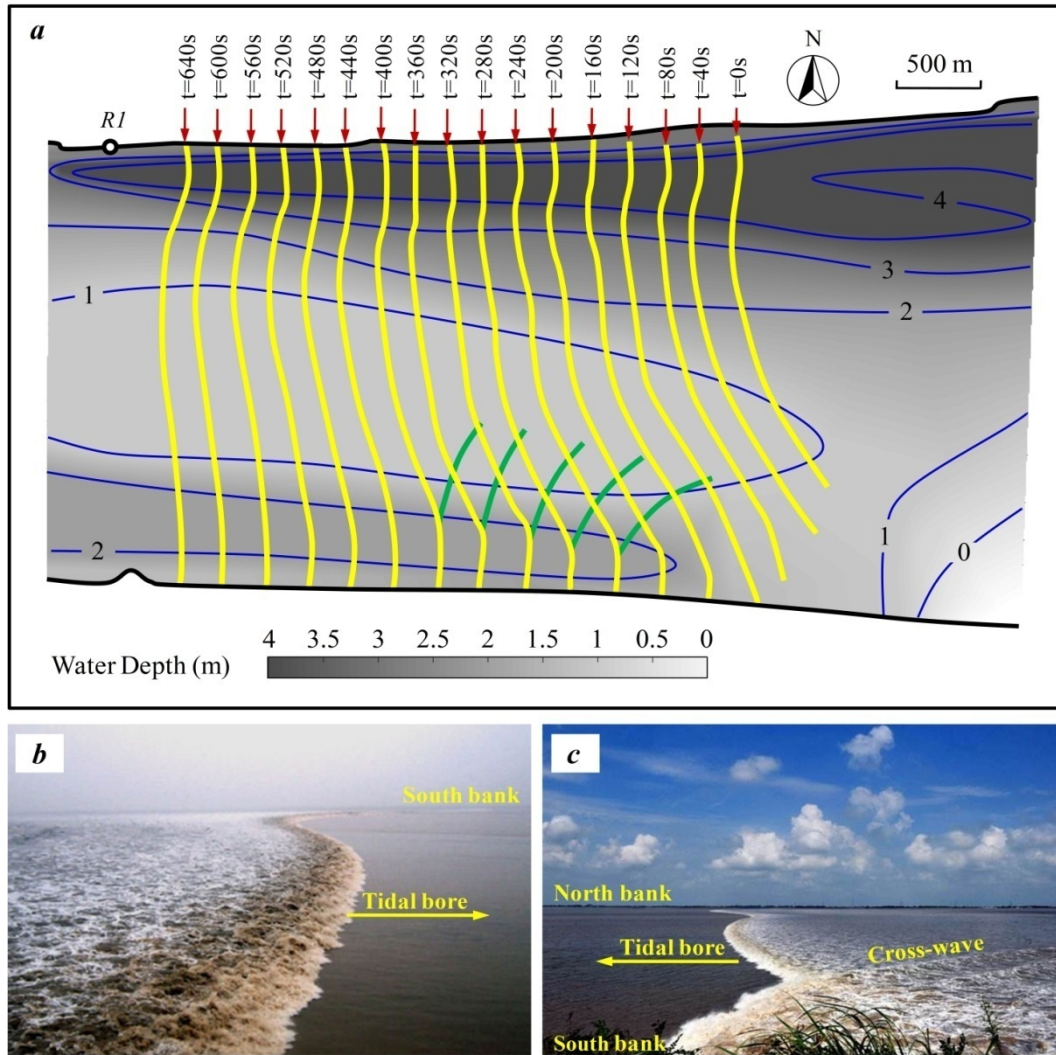 a
t=640s
t=600s
t=560s
t=520s
t=480s
t=440s
t=400s
t=360s
t=320s
t=280s
t=240s
t=200s
t=160s
t=120s
t=80s
t=40s
t=0s
N
500 m
R1
4
3
2
1
1
0
2
4 3.5 3 2.5 2 1.5 1 0.5 0
Water Depth (m)
b
South bank
Tidal bore
c
North bank
Tidal bore
Cross-wave
South bank